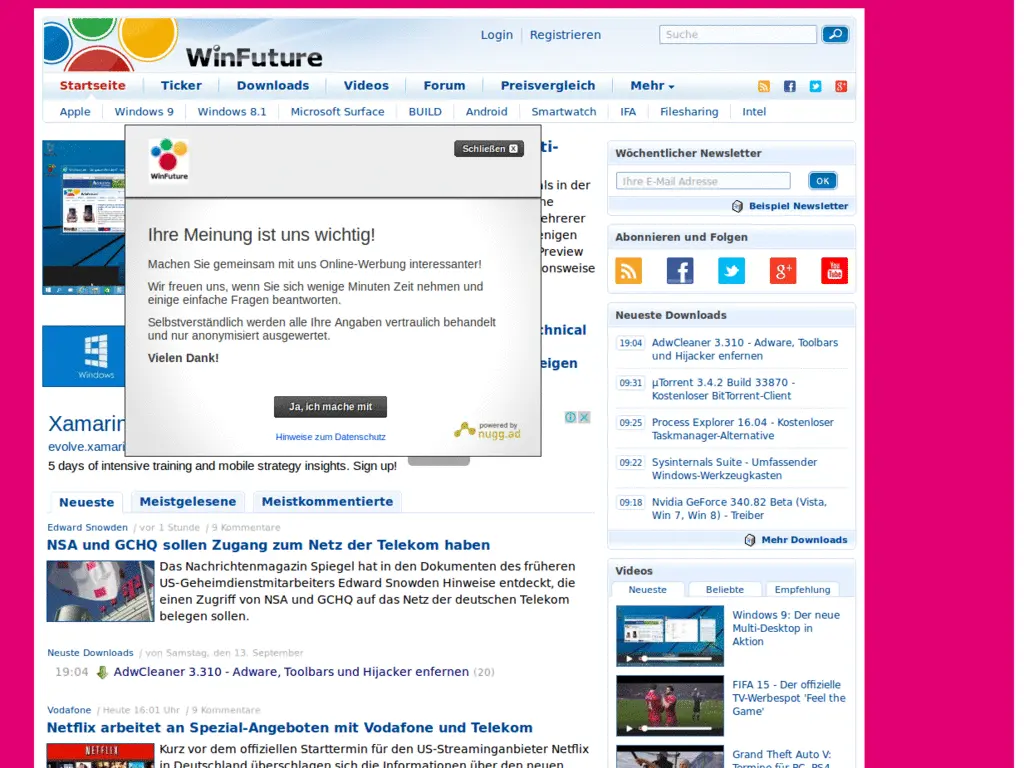 WinFuture
Login
Registrieren
Suche
Startseite
Ticker
Downloads
Videos
Forum
Preisvergleich
Mehr
Apple
Windows 9
Windows 8.1
Microsoft Surface
BUILD
Android
Smartwatch
IFA
Filesharing
Intel
WinFuture
Schließen X
Ihre Meinung ist uns wichtig!
Machen Sie gemeinsam mit uns Online-Werbung interessanter!
Wir freuen uns, wenn Sie sich wenige Minuten Zeit nehmen und
einige einfache Fragen beantworten.
Selbstverständlich werden alle Ihre Angaben vertraulich behandelt
und nur anonymisiert ausgewertet.
Vielen Dank!
Ja, ich mache mit
Hinweise zum Datenschutz
powered by
nugg.ad
ti-
ls in der
ne
ehrerer
enigen
Preview
onsweise
Windows
chnical
eigen
Xamarin
evolve.xamari
5 days of intensive training and mobile strategy insights. Sign up!
Neueste
Meistgelesene
Meistkommentierte
Edward Snowden / vor 1 Stunde / 9 Kommentare
NSA und GCHQ sollen Zugang zum Netz der Telekom haben
Das Nachrichtenmagazin Spiegel hat in den Dokumenten des früheren
US-Geheimdienstmitarbeiters Edward Snowden Hinweise entdeckt, die
einen Zugriff von NSA und GCHQ auf das Netz der deutschen Telekom
belegen sollen.
Neuste Downloads / von Samstag, den 13. September
19:04 AdwCleaner 3.310 - Adware, Toolbars und Hijacker enfernen (20)
Vodafone / Heute 16:01 Uhr / 9 Kommentare
Netflix arbeitet an Spezial-Angeboten mit Vodafone und Telekom
NETFLIX
Kurz vor dem offiziellen Starttermin für den US-Streaminganbieter Netflix
in Deutschland überschlagen sich die Informationen über den neuen
Wöchentlicher Newsletter
Ihre E-Mail Adresse
OK
Beispiel Newsletter
Abonnieren und Folgen
You Tube
Neueste Downloads
19:04 AdwCleaner 3.310 - Adware, Toolbars
und Hijacker enfernen
09:31 µTorrent 3.4.2 Build 33870 -
Kostenloser BitTorrent-Client
09:25 Process Explorer 16.04 - Kostenloser
Taskmanager-Alternative
09:22 Sysinternals Suite - Umfassender
Windows-Werkzeugkasten
09:18 Nvidia GeForce 340.82 Beta (Vista,
Win 7, Win 8) - Treiber
Mehr Downloads
Videos
Neueste
Beliebte
Empfehlung
Windows 9: Der neue
Multi-Desktop in
Aktion
FIFA 15 - Der offizielle
TV-Werbespot 'Feel the
Game'
Grand Theft Auto V:
Termine für PC, PS4